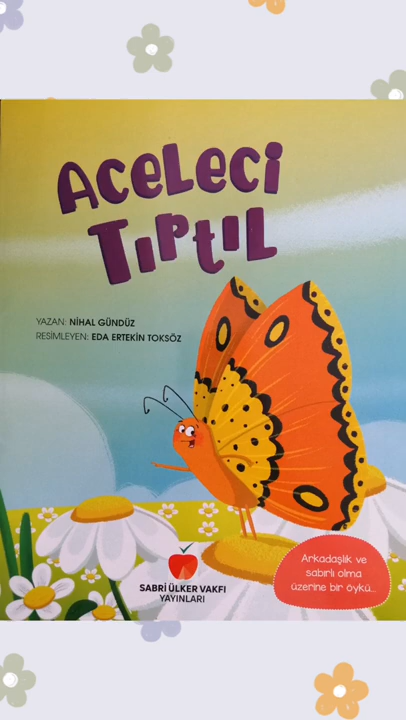 Aceleci
Tıptıl
YAZAN: NİHAL GÜNDÜZ
RESİMLEYEN: EDA ERTEKİN TOKSÖZ
Arkadaşlık ve
sabırlı olma
üzerine bir öykü...
SABRİ ÜLKER VAKFI
YAYINLARI